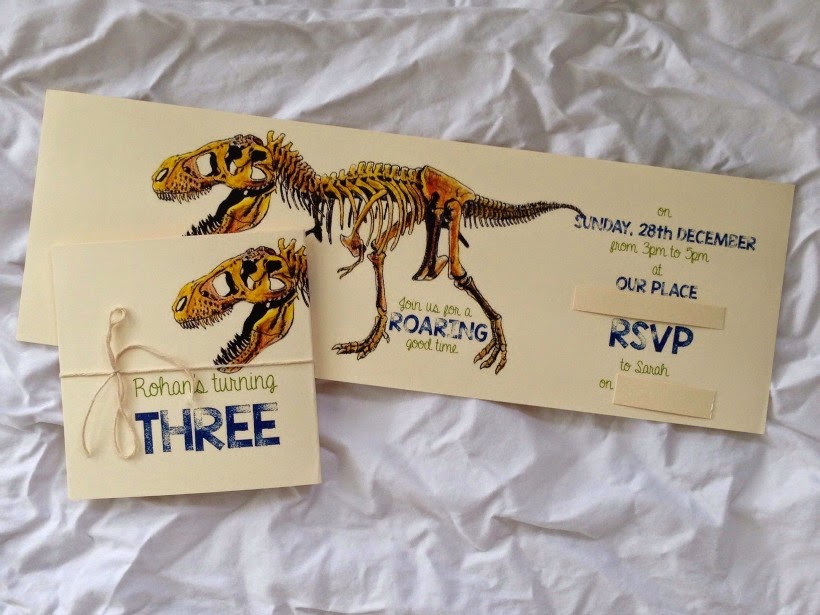 Rohan's turning
THREE
Join us for a
ROARING
good time
on
SUNDAY, 28th DECEMBER
from 3pm to 5pm
at
OUR PLACE
RSVP
to Sarah
on